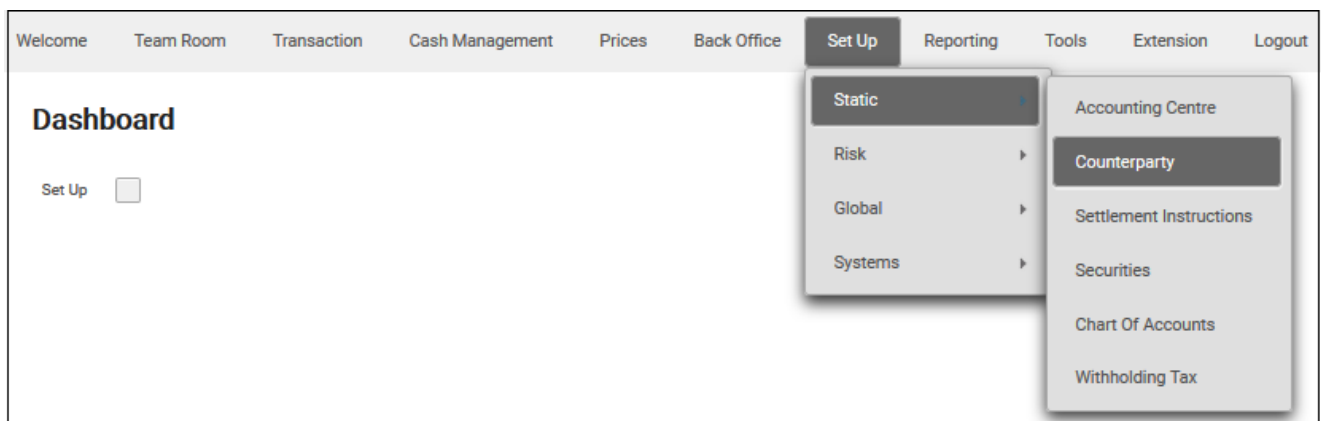 Welcome Team Room Transaction Cash Management Prices Back Office Set Up Reporting Tools Extension Logout
Dashboard
Set Up
Static
Risk
Global
Systems
Accounting Centre
Counterparty
Settlement Instructions
Securities
Chart Of Accounts
Withholding Tax